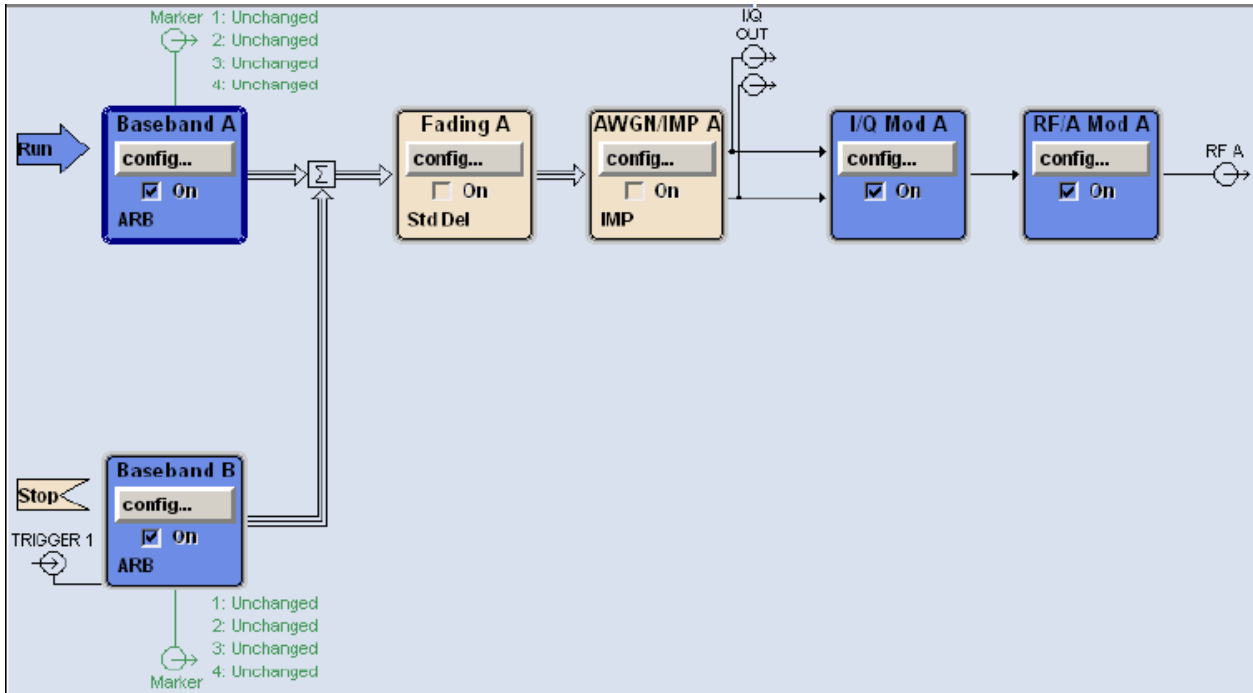 Marker 1: Unchanged
2: Unchanged
3: Unchanged
4: Unchanged
I/Q
OUT
Run
Baseband A
config...
On
ARB
Σ
Fading A
config...
On
Std Del
AWGN/IMP A
config...
On
IMP
I/Q Mod A
config...
On
RF/A Mod A
config...
On
RF A
Stop
TRIGGER 1
Baseband B
config...
On
ARB
1: Unchanged
2: Unchanged
3: Unchanged
4: Unchanged
Marker